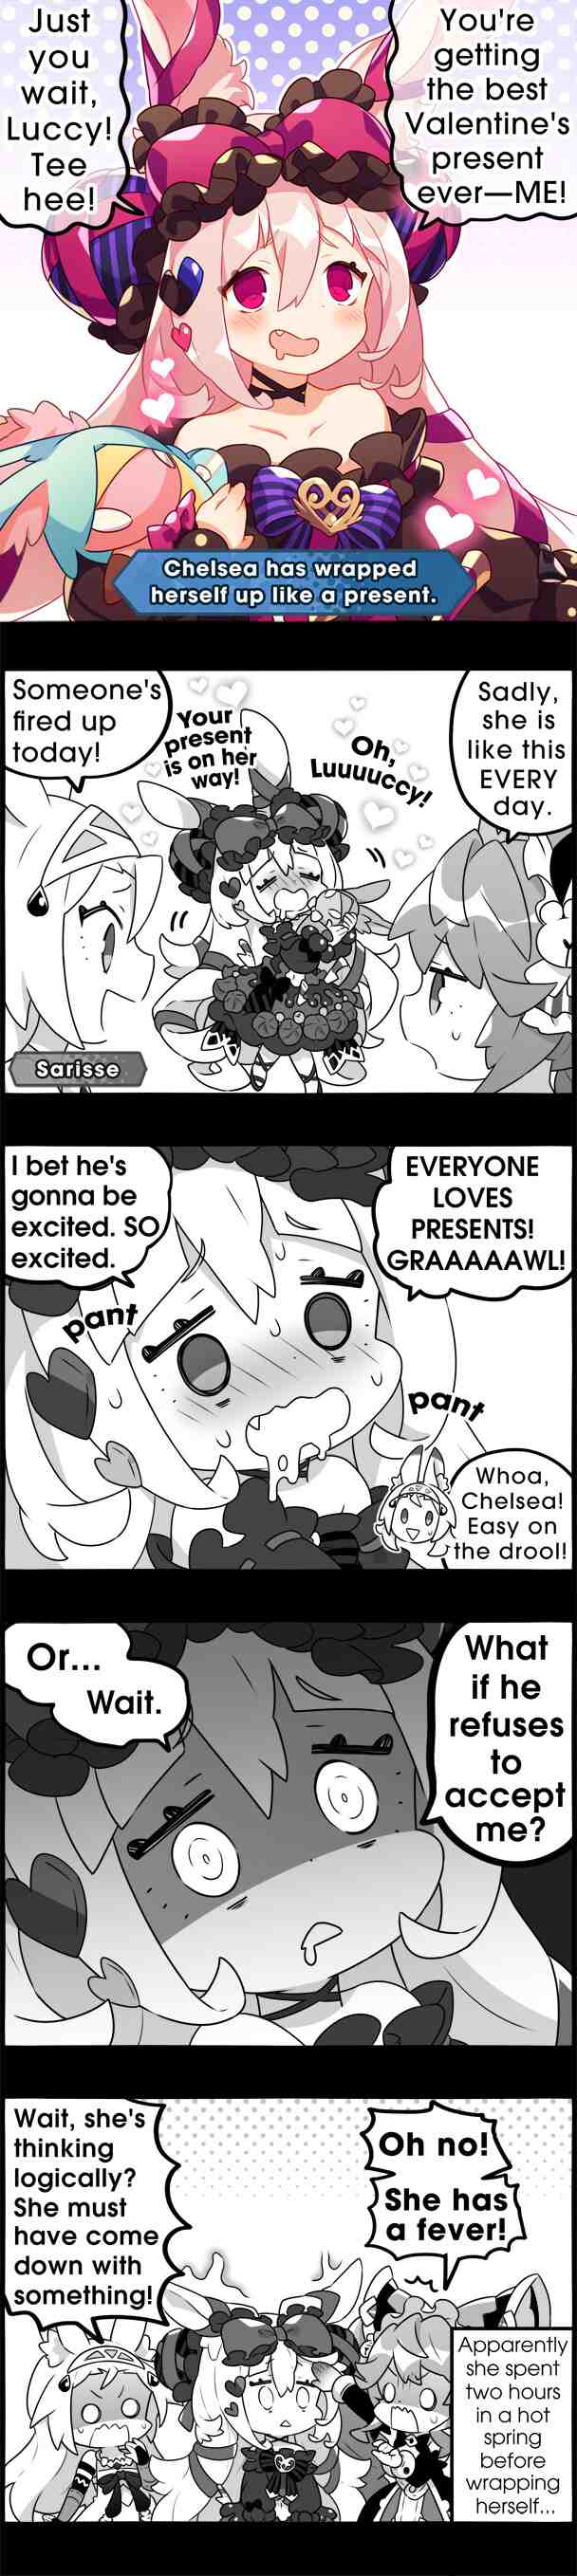 Just
you
wait,
Luccy!
Tee
hee!
You're
getting
the best
Valentine's
present
ever—ME!
Chelsea has wrapped
herself up like a present.
Someone's
fired up
today!
Your
present
is on her
way!
Oh,
Luuuuccy!
Sadly,
she is
like this
EVERY
day.
Sarisse
I bet he's
gonna be
excited. SO
excited.
EVERYONE
LOVES
PRESENTS!
GRAAAAAWL!
pant
pant
Whoa,
Chelsea!
Easy on
the drool!
Or...
Wait.
What
if he
refuses
to
accept
me?
Wait, she's
thinking
logically?
She must
have come
down with
something!
Oh no!
She has
a fever!
Apparently
she spent
two hours
in a hot
spring
before
wrapping
herself...